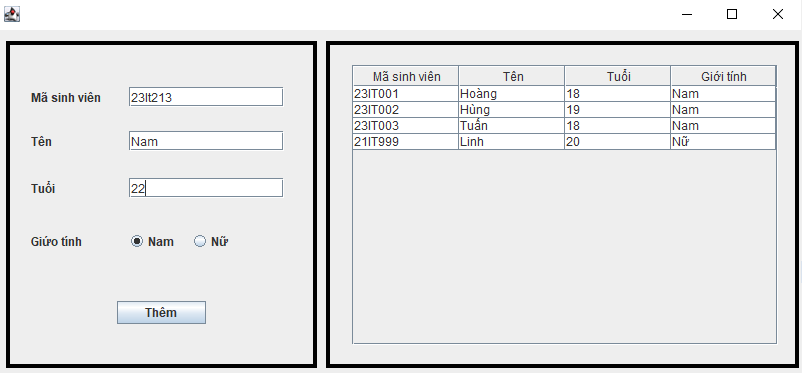 Mã sinh viên 23It213
Tên Nam
Tuổi 22
Giứo tính Nam Nữ
Thêm
Mã sinh viên Tên Tuổi Giới tính
23IT001 Hoàng 18 Nam
23IT002 Hùng 19 Nam
23IT003 Tuấn 18 Nam
21IT999 Linh 20 Nữ